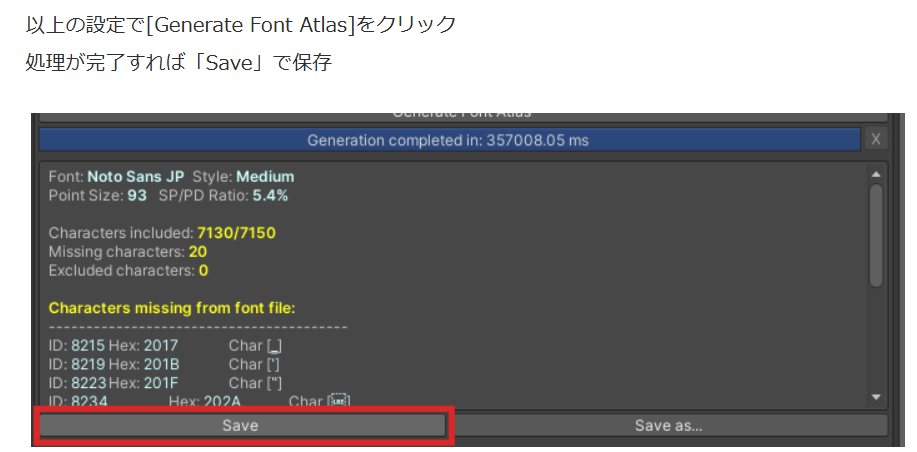 以上の設定で[Generate Font Atlas]をクリック
処理が完了すれば「Save」で保存
Generate Font Atlas
Generation completed in: 357008.05 ms
X
Font: Noto Sans JP Style: Medium
Point Size: 93 SP/PD Ratio: 5.4%
Characters included: 7130/7150
Missing characters: 20
Excluded characters: 0
Characters missing from font file:
----------------------------------------
ID: 8215 Hex: 2017 Char [‗]
ID: 8219 Hex: 201B Char [‛]
ID: 8223 Hex: 201F Char [‟]
ID: 8234 Hex: 202A Char [LRE]
Save
Save as...